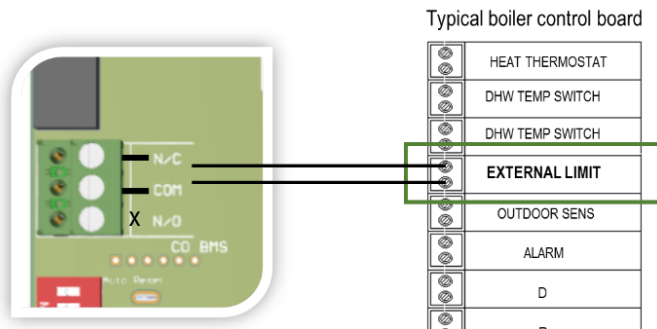 Typical boiler control board
HEAT THERMOSTAT
DHW TEMP SWITCH
DHW TEMP SWITCH
EXTERNAL LIMIT
OUTDOOR SENS
ALARM
D
N/C
COM
X N/O
CO BMS
Auto Reset